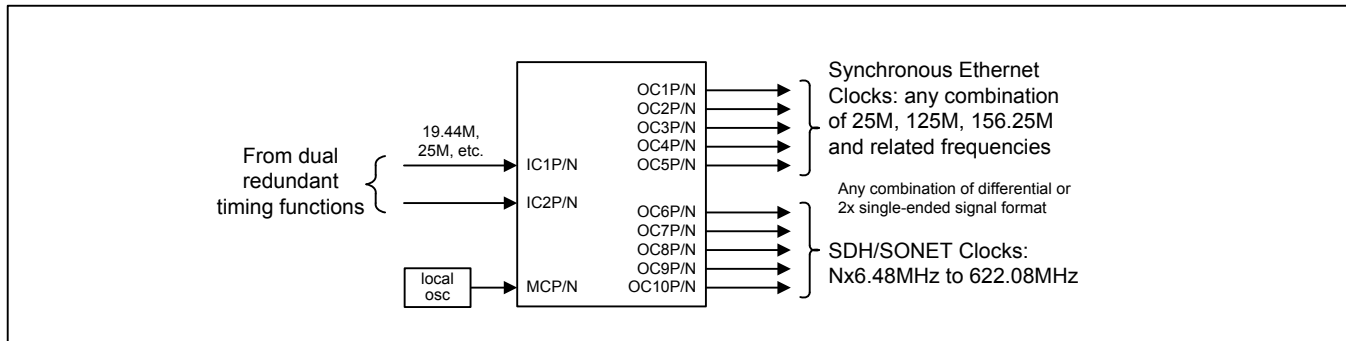 From dual
redundant
timing functions
19.44M,
25M, etc.
local
osc
IC1P/N
IC2P/N
MCP/N
OC1P/N
OC2P/N
OC3P/N
OC4P/N
OC5P/N
OC6P/N
OC7P/N
OC8P/N
OC9P/N
OC10P/N
Synchronous Ethernet
Clocks: any combination
of 25M, 125M, 156.25M
and related frequencies
Any combination of differential or
2x single-ended signal format
SDH/SONET Clocks:
Nx6.48MHz to 622.08MHz